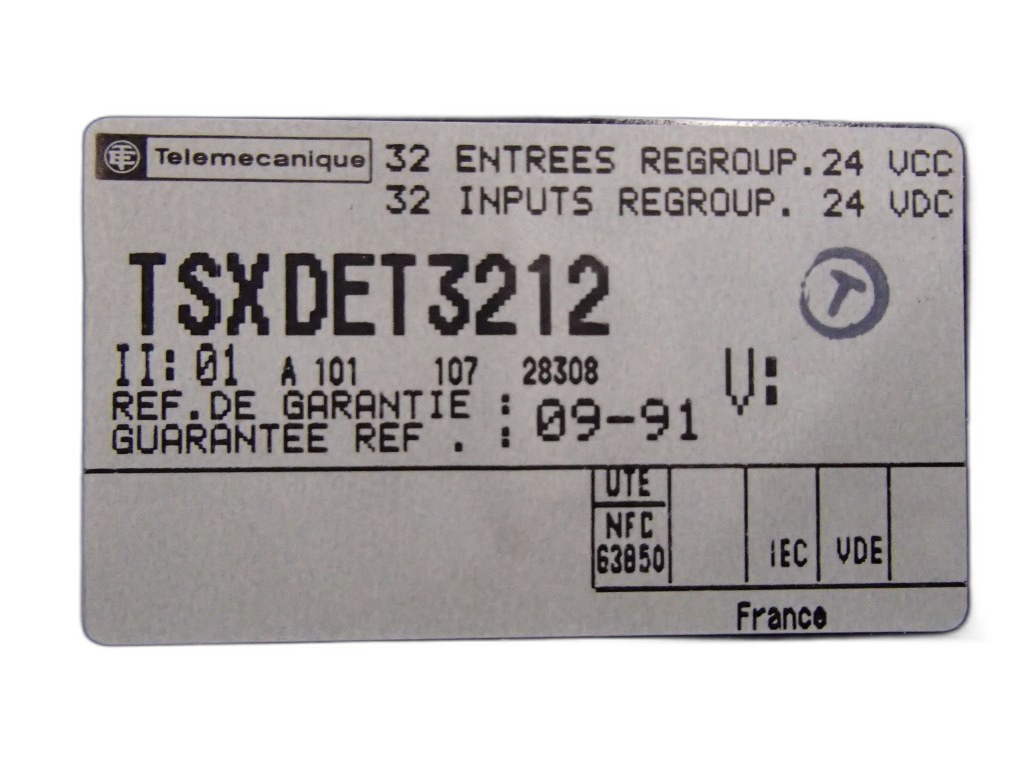 Telemecanique
32 ENTREES REGROUP.24 VCC
32 INPUTS REGROUP. 24 VDC
TSXDET3212
T
II: 01 A 101 107 28308 V:
REF.DE GARANTIE :
GUARANTEE REF . : 09-91
UTE
NFC
63850
IEC
VDE
France